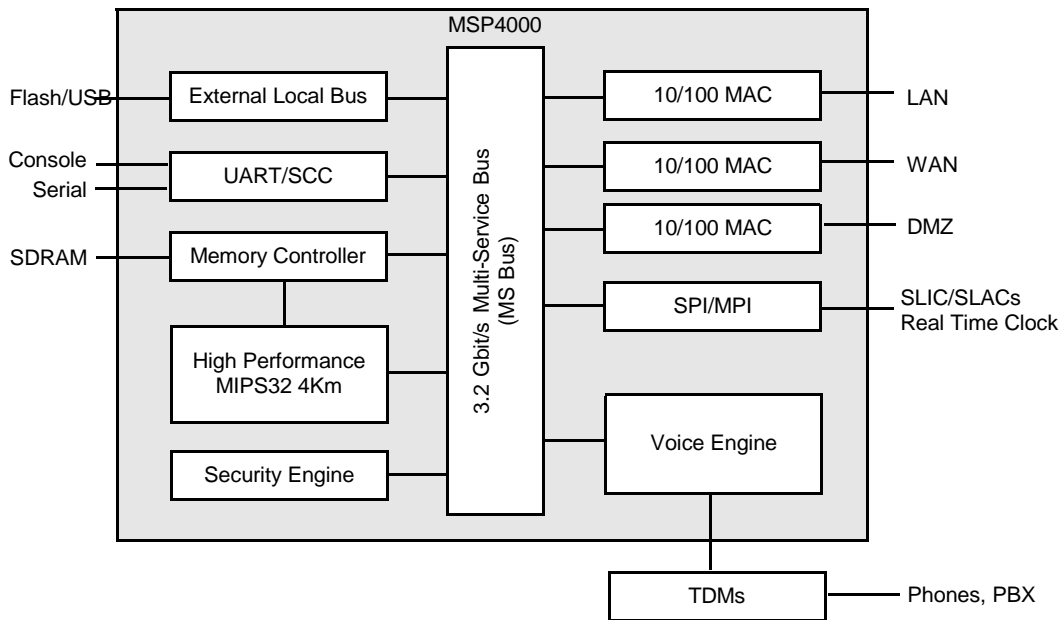 MSP4000
Flash/USB
External Local Bus
Console
Serial
UART/SCC
SDRAM
Memory Controller
High Performance
MIPS32 4Km
Security Engine
3.2 Gbit/s Multi-Service Bus
(MS Bus)
10/100 MAC
LAN
10/100 MAC
WAN
10/100 MAC
DMZ
SPI/MPI
SLIC/SLACs
Real Time Clock
Voice Engine
TDMs
Phones, PBX